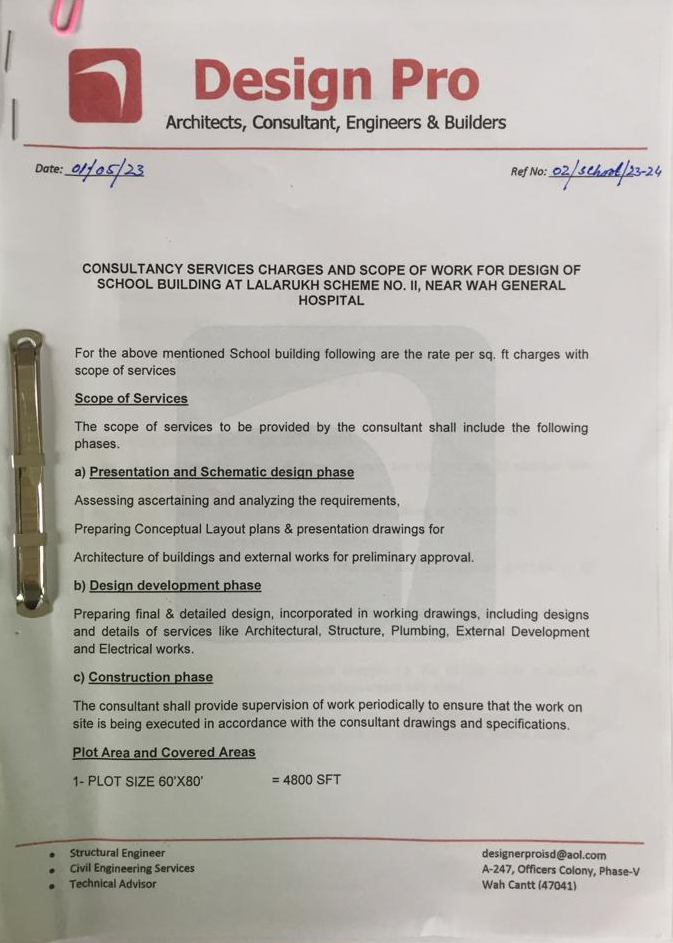 Design Pro
Architects, Consultant, Engineers & Builders
Date: 01/05/23
Ref No: 02/school/23-24
CONSULTANCY SERVICES CHARGES AND SCOPE OF WORK FOR DESIGN OF
SCHOOL BUILDING AT LALARUKH SCHEME NO. II, NEAR WAH GENERAL
HOSPITAL
For the above mentioned School building following are the rate per sq. ft charges with
scope of services
Scope of Services
The scope of services to be provided by the consultant shall include the following
phases.
a) Presentation and Schematic design phase
Assessing ascertaining and analyzing the requirements,
Preparing Conceptual Layout plans & presentation drawings for
Architecture of buildings and external works for preliminary approval.
b) Design development phase
Preparing final & detailed design, incorporated in working drawings, including designs
and details of services like Architectural, Structure, Plumbing, External Development
and Electrical works.
c) Construction phase
The consultant shall provide supervision of work periodically to ensure that the work on
site is being executed in accordance with the consultant drawings and specifications.
Plot Area and Covered Areas
1- PLOT SIZE 60'X80' = 4800 SFT
• Structural Engineer
• Civil Engineering Services
• Technical Advisor
designerproisd@aol.com
A-247, Officers Colony, Phase-V
Wah Cantt (47041)